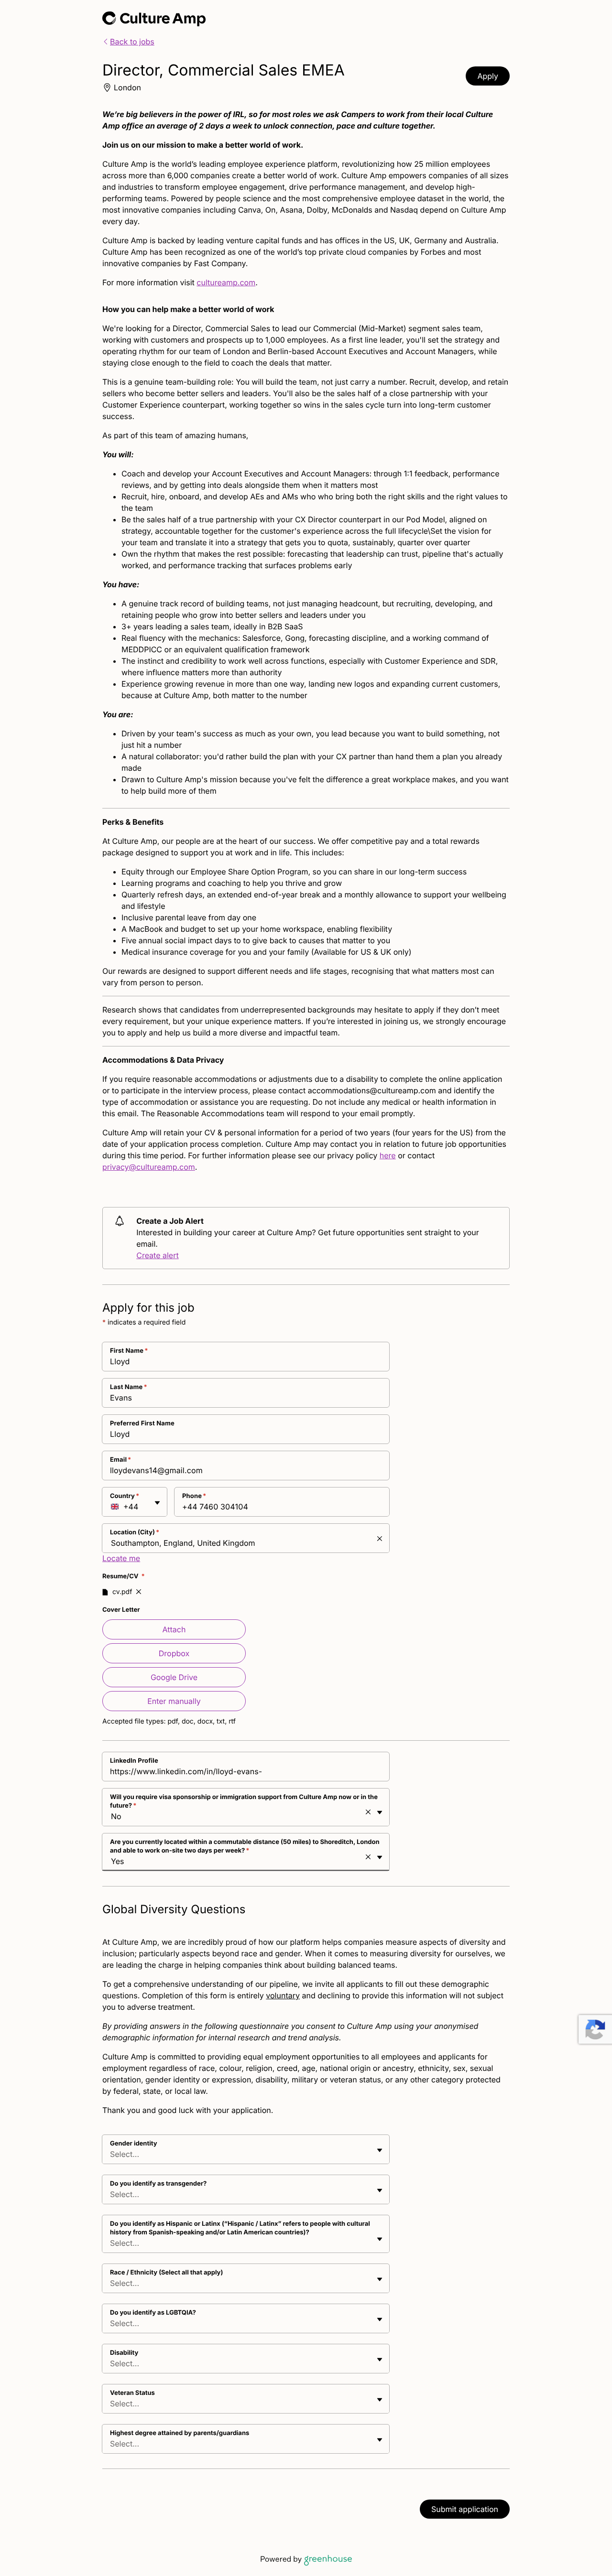 Culture Amp
Back to jobs
Director, Commercial Sales EMEA
London
Apply
We're big believers in the power of IRL, so for most roles we ask Campers to work from their local Culture
Amp office an average of 2 days a week to unlock connection, pace and culture together.
Join us on our mission to make a better world of work.
Culture Amp is the world's leading employee experience platform, revolutionizing how 25 million employees
across more than 6,000 companies create a better world of work. Culture Amp empowers companies of all sizes
and industries to transform employee engagement, drive performance management, and develop high-
performing teams. Powered by people science and the most comprehensive employee dataset in the world, the
most innovative companies including Canva, On, Asana, Dolby, McDonalds and Nasdaq depend on Culture Amp
every day.
Culture Amp is backed by leading venture capital funds and has offices in the US, UK, Germany and Australia.
Culture Amp has been recognized as one of the world's top private cloud companies by Forbes and most
innovative companies by Fast Company.
For more information visit cultureamp.com.
How you can help make a better world of work
We're looking for a Director, Commercial Sales to lead our Commercial (Mid-Market) segment sales team,
working with customers and prospects up to 1,000 employees. As a first line leader, you'll set the strategy and
operating rhythm for our team of London and Berlin-based Account Executives and Account Managers, while
staying close enough to the field to coach the deals that matter.
This is a genuine team-building role: You will build the team, not just carry a number. Recruit, develop, and retain
sellers who become better sellers and leaders. You'll also be the sales half of a close partnership with your
Customer Experience counterpart, working together so wins in the sales cycle turn into long-term customer
success.
As part of this team of amazing humans,
You will:
Coach and develop your Account Executives and Account Managers: through 1:1 feedback, performance
reviews, and by getting into deals alongside them when it matters most
Recruit, hire, onboard, and develop AEs and AMs who who bring both the right skills and the right values to
the team
Be the sales half of a true partnership with your CX Director counterpart in our Pod Model, aligned on
strategy, accountable together for the customer's experience across the full lifecycle\Set the vision for
your team and translate it into a strategy that gets you to quota, sustainably, quarter over quarter
Own the rhythm that makes the rest possible: forecasting that leadership can trust, pipeline that's actually
worked, and performance tracking that surfaces problems early
You have:
A genuine track record of building teams, not just managing headcount, but recruiting, developing, and
retaining people who grow into better sellers and leaders under you
3+ years leading a sales team, ideally in B2B SaaS
Real fluency with the mechanics: Salesforce, Gong, forecasting discipline, and a working command of
MEDDPICC or an equivalent qualification framework
The instinct and credibility to work well across functions, especially with Customer Experience and SDR,
where influence matters more than authority
Experience growing revenue in more than one way, landing new logos and expanding current customers,
because at Culture Amp, both matter to the number
You are:
Driven by your team's success as much as your own, you lead because you want to build something, not
just hit a number
A natural collaborator: you'd rather build the plan with your CX partner than hand them a plan you already
made
Drawn to Culture Amp's mission because you've felt the difference a great workplace makes, and you want
to help build more of them
Perks & Benefits
At Culture Amp, our people are at the heart of our success. We offer competitive pay and a total rewards
package designed to support you at work and in life. This includes:
Equity through our Employee Share Option Program, so you can share in our long-term success
Learning programs and coaching to help you thrive and grow
Quarterly refresh days, an extended end-of-year break and a monthly allowance to support your wellbeing
and lifestyle
Inclusive parental leave from day one
A MacBook and budget to set up your home workspace, enabling flexibility
Five annual social impact days to to give back to causes that matter to you
Medical insurance coverage for you and your family (Available for US & UK only)
Our rewards are designed to support different needs and life stages, recognising that what matters most can
vary from person to person.
Research shows that candidates from underrepresented backgrounds may hesitate to apply if they don't meet
every requirement, but your unique experience matters. If you're interested in joining us, we strongly encourage
you to apply and help us build a more diverse and impactful team.
Accommodations & Data Privacy
If you require reasonable accommodations or adjustments due to a disability to complete the online application
or to participate in the interview process, please contact accommodations@cultureamp.com and identify the
type of accommodation or assistance you are requesting. Do not include any medical or health information in
this email. The Reasonable Accommodations team will respond to your email promptly.
Culture Amp will retain your CV & personal information for a period of two years (four years for the US) from the
date of your application process completion. Culture Amp may contact you in relation to future job opportunities
during this time period. For further information please see our privacy policy here or contact
privacy@cultureamp.com.
Create a Job Alert
Interested in building your career at Culture Amp? Get future opportunities sent straight to your
email.
Create alert
Apply for this job
* indicates a required field
First Name*
Lloyd
Last Name*
Evans
Preferred First Name
Lloyd
Email*
lloydevans14@gmail.com
Country*
+44
Phone*
+44 7460 304104
Location (City)*
Southampton, England, United Kingdom
Locate me
Resume/CV *
cv.pdf
Cover Letter
Attach
Dropbox
Google Drive
Enter manually
Accepted file types: pdf, doc, docx, txt, rtf
LinkedIn Profile
https://www.linkedin.com/in/lloyd-evans-
Will you require visa sponsorship or immigration support from Culture Amp now or in the
future?*
No
Are you currently located within a commutable distance (50 miles) to Shoreditch, London
and able to work on-site two days per week?*
Yes
Global Diversity Questions
At Culture Amp, we are incredibly proud of how our platform helps companies measure aspects of diversity and
inclusion; particularly aspects beyond race and gender. When it comes to measuring diversity for ourselves, we
are leading the charge in helping companies think about building balanced teams.
To get a comprehensive understanding of our pipeline, we invite all applicants to fill out these demographic
questions. Completion of this form is entirely voluntary and declining to provide this information will not subject
you to adverse treatment.
By providing answers in the following questionnaire you consent to Culture Amp using your anonymised
demographic information for internal research and trend analysis.
Culture Amp is committed to providing equal employment opportunities to all employees and applicants for
employment regardless of race, colour, religion, creed, age, national origin or ancestry, ethnicity, sex, sexual
orientation, gender identity or expression, disability, military or veteran status, or any other category protected
by federal, state, or local law.
Thank you and good luck with your application.
Gender identity
Select...
Do you identify as transgender?
Select...
Do you identify as Hispanic or Latinx ("Hispanic / Latinx" refers to people with cultural
history from Spanish-speaking and/or Latin American countries)?
Select...
Race / Ethnicity (Select all that apply)
Select...
Do you identify as LGBTQIA?
Select...
Disability
Select...
Veteran Status
Select...
Highest degree attained by parents/guardians
Select...
Submit application
Powered by greenhouse